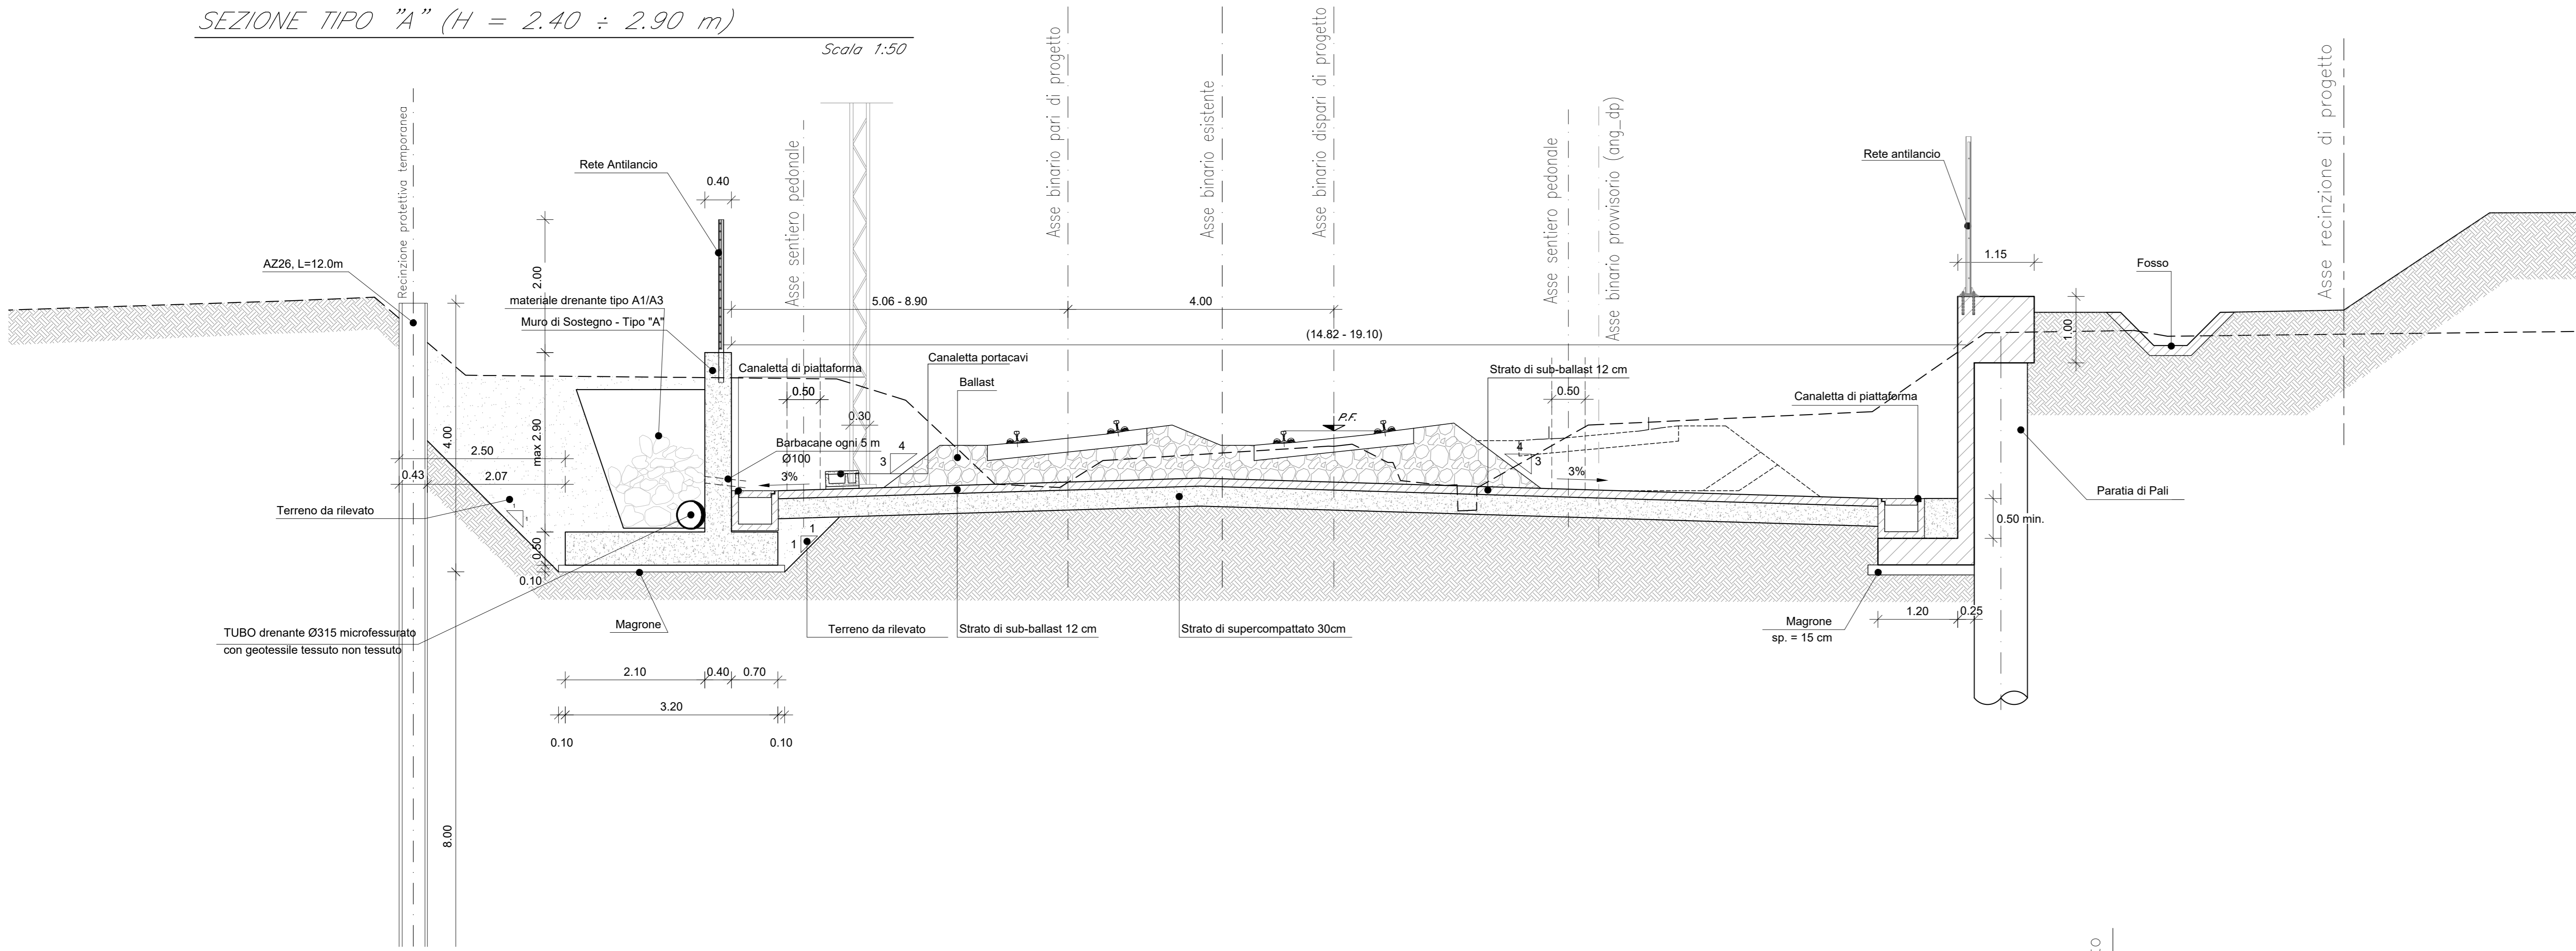 SEZIONE TIPO "A" (H = 2.40 ÷ 2.90 m)
Scala 1:50
Recinzione protettiva temporanea
Asse sentiero pedonale
Asse binario pari di progetto
Asse binario esistente
Asse binario dispari di progetto
Asse sentiero pedonale
Asse binario provvisorio (ang_dp)
Asse recinzione di progetto
Rete Antilancio
0.40
Rete antilancio
1.15
Fosso
AZ26, L=12.0m
2.00
materiale drenante tipo A1/A3
Muro di Sostegno - Tipo "A"
5.06 - 8.90
4.00
(14.82 - 19.10)
1.00
Canaletta di piattaforma
Canaletta portacavi
Ballast
Strato di sub-ballast 12 cm
Canaletta di piattaforma
0.50
0.50
0.30
P.F.
4.00
max 2.90
2.50
0.43
2.07
Barbacane ogni 5 m
Ø100
3%
4
3
4
3
3%
Paratia di Pali
Terreno da rilevato
1
1
1
1
0.50 min.
0.50
0.10
TUBO drenante Ø315 microfessurato
con geotessile tessuto non tessuto
Magrone
Terreno da rilevato
Strato di sub-ballast 12 cm
Strato di supercompattato 30cm
Magrone
sp. = 15 cm
1.20
0.25
2.10
0.40
0.70
3.20
0.10
0.10
8.00